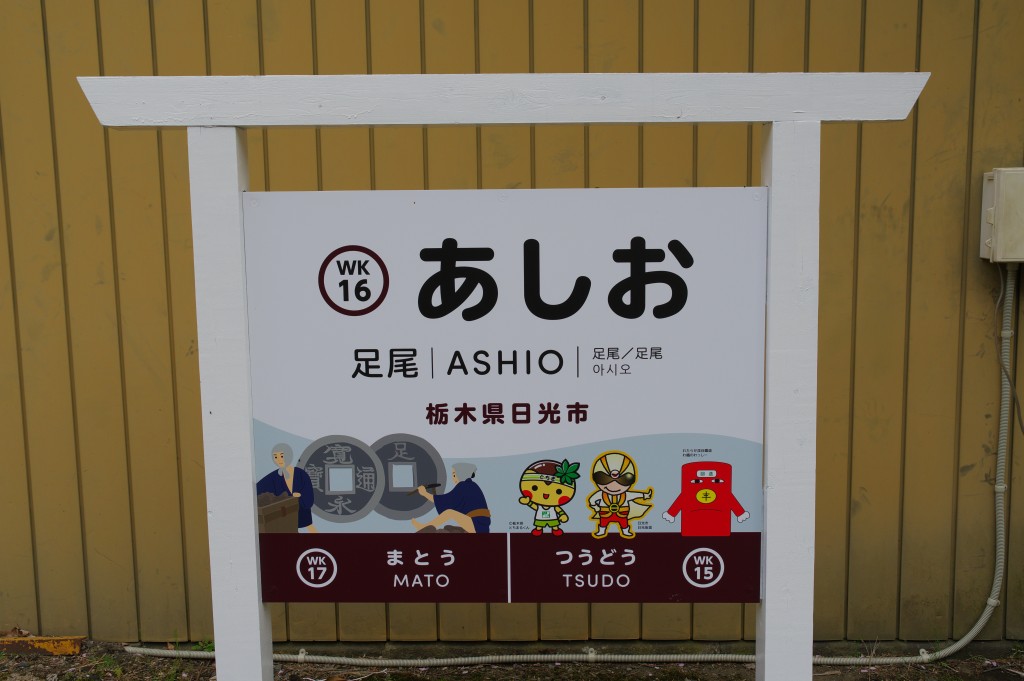 WK
16
あしお
足尾
ASHIO
足尾／足尾
아시오
栃木県日光市
寛
通
寳
永
足
WK
17
まとう
MATO
つうどう
TSUDO
WK
15